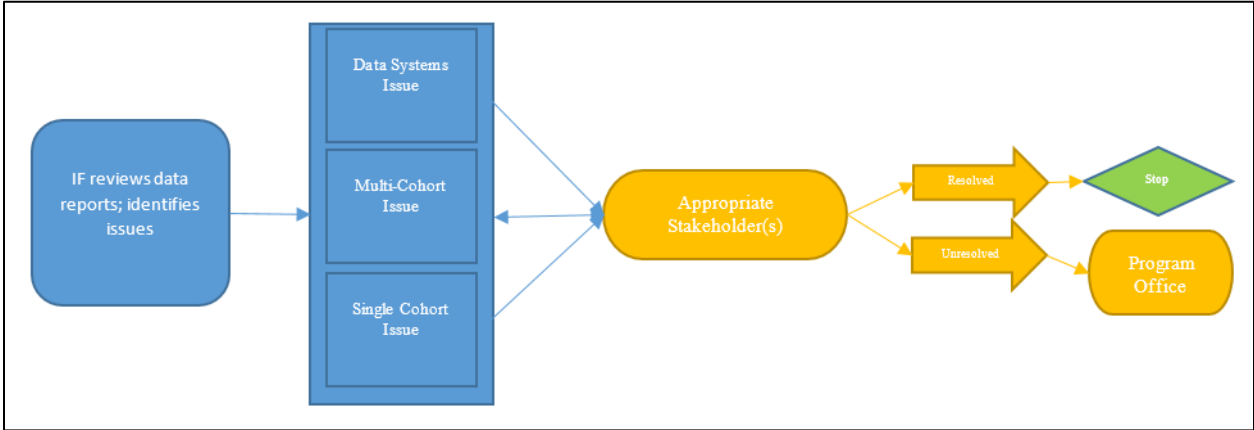 IF reviews data
reports; identifies
issues
Data Systems
Issue
Multi-Cohort
Issue
Single Cohort
Issue
Appropriate
Stakeholder(s)
Resolved
Unresolved
Stop
Program
Office